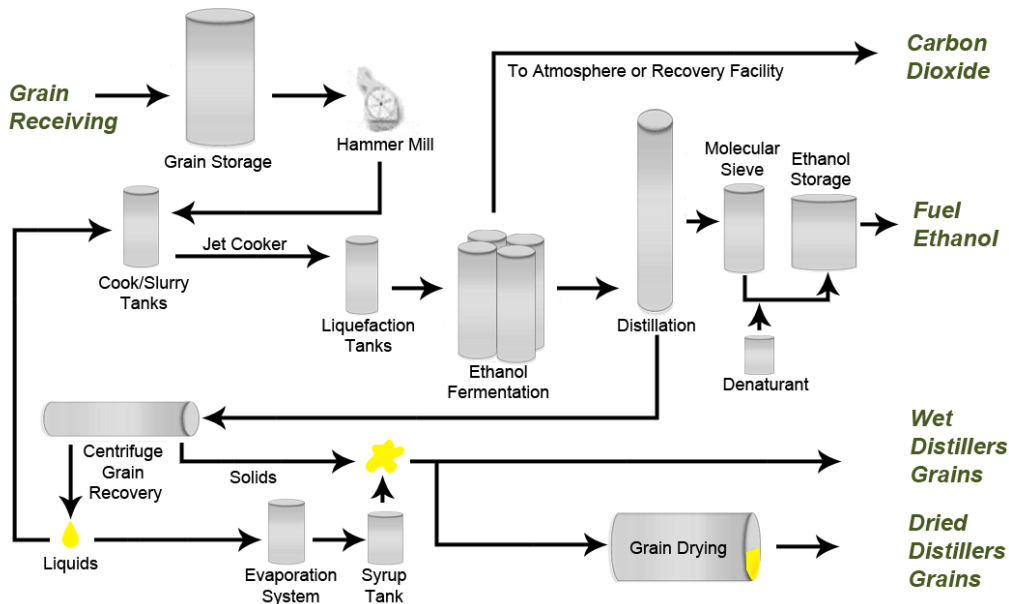 Carbon
Dioxide
To Atmosphere or Recovery Facility
Grain
Receiving
Grain Storage
Hammer Mill
Molecular
Sieve
Ethanol
Storage
Fuel
Ethanol
Jet Cooker
Cook/Slurry
Tanks
Liquefaction
Tanks
Ethanol
Fermentation
Distillation
Denaturant
Centrifuge
Grain
Recovery
Solids
Wet
Distillers
Grains
Liquids
Evaporation
System
Syrup
Tank
Grain Drying
Dried
Distillers
Grains